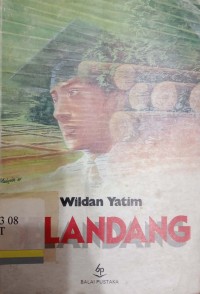 Wildan Yatim
3 08
T
LANDANG
BALAI PUSTAKA